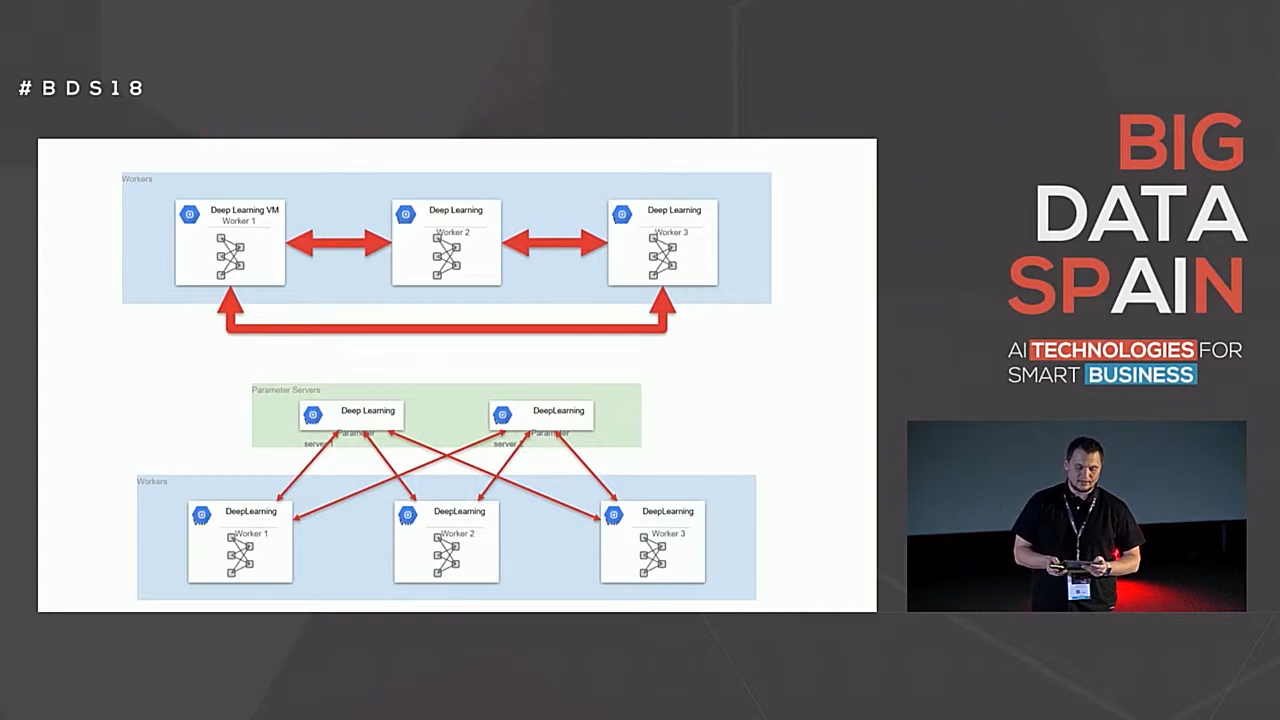 #BDS18
BIG
DATA
SPAIN
AI TECHNOLOGIES FOR
SMART BUSINESS
Workers
Deep Learning VM
Worker 1
Deep Learning
Worker 2
Deep Learning
Worker 3
Parameter Servers
Deep Learning
Parameter
server 1
DeepLearning
Parameter
server 2
Workers
DeepLearning
Worker 1
DeepLearning
Worker 2
DeepLearning
Worker 3